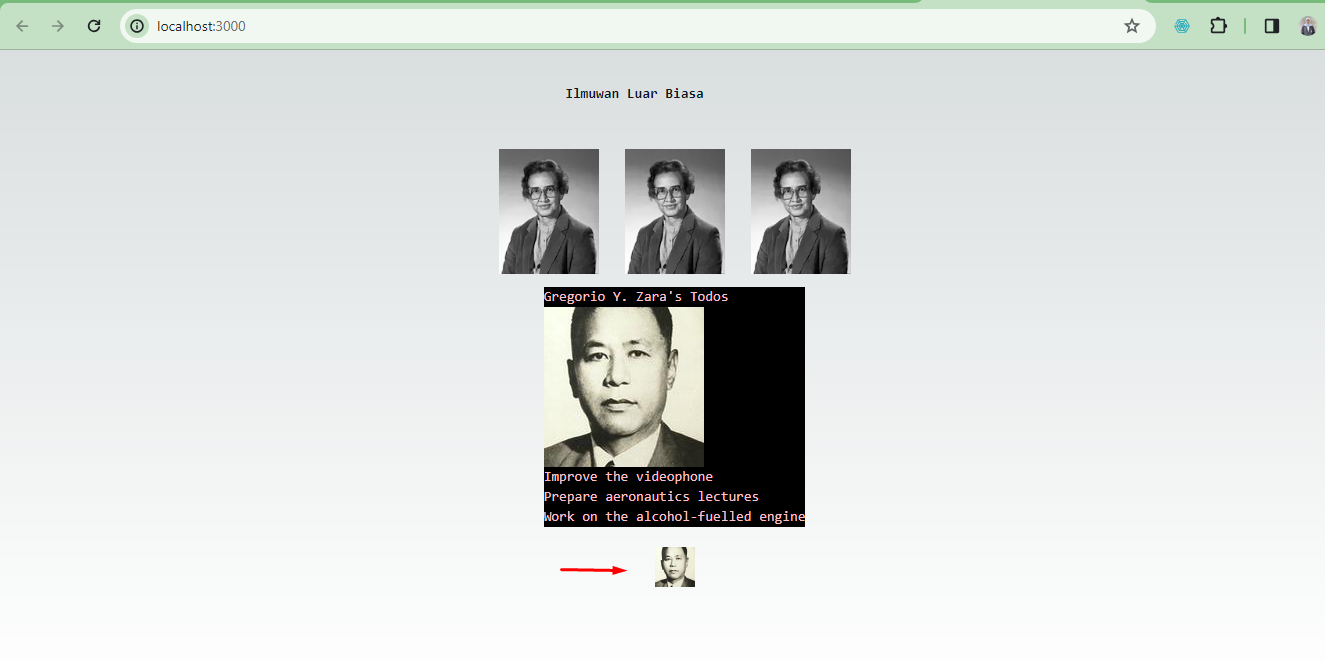 localhost:3000
Ilmuwan Luar Biasa
Gregorio Y. Zara's Todos
Improve the videophone
Prepare aeronautics lectures
Work on the alcohol-fuelled engine